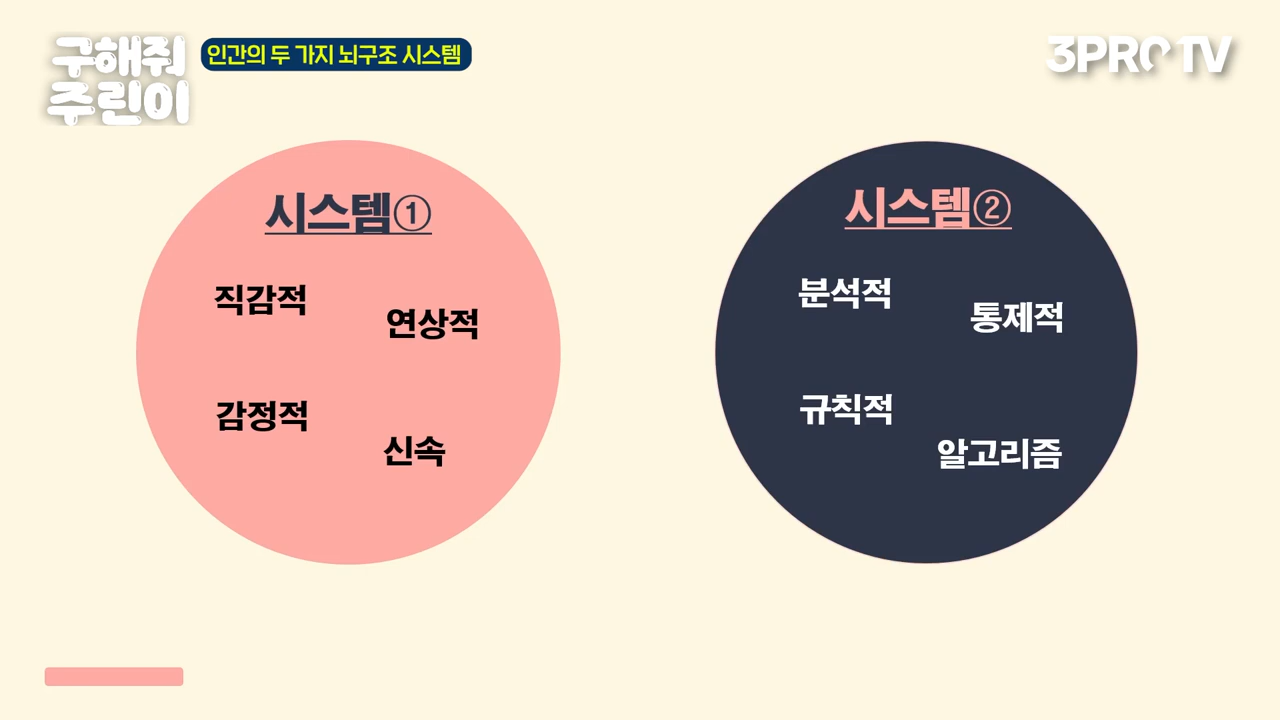 구해줘
주린이
인간의 두 가지 뇌구조 시스템
3PRO TV
시스템①
직감적
연상적
감정적
신속
시스템②
분석적
통제적
규칙적
알고리즘